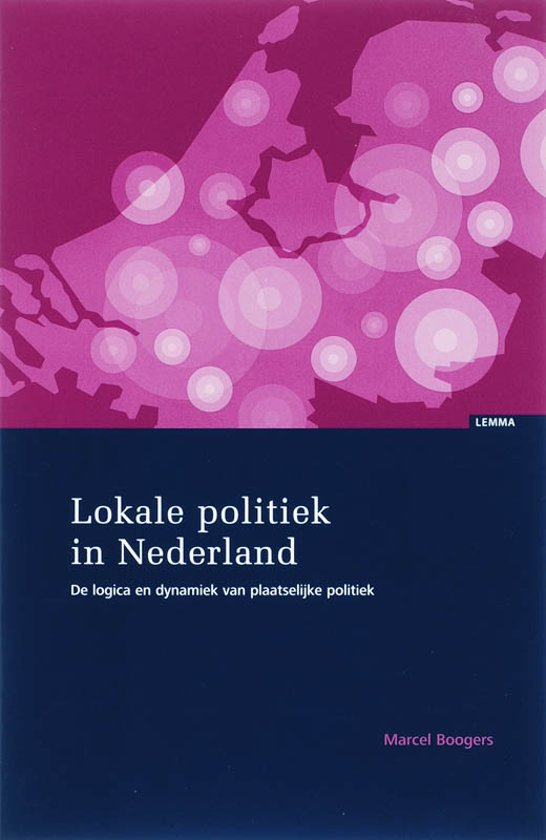 LEMMA
Lokale politiek
in Nederland
De logica en dynamiek van plaatselijke politiek
Marcel Boogers